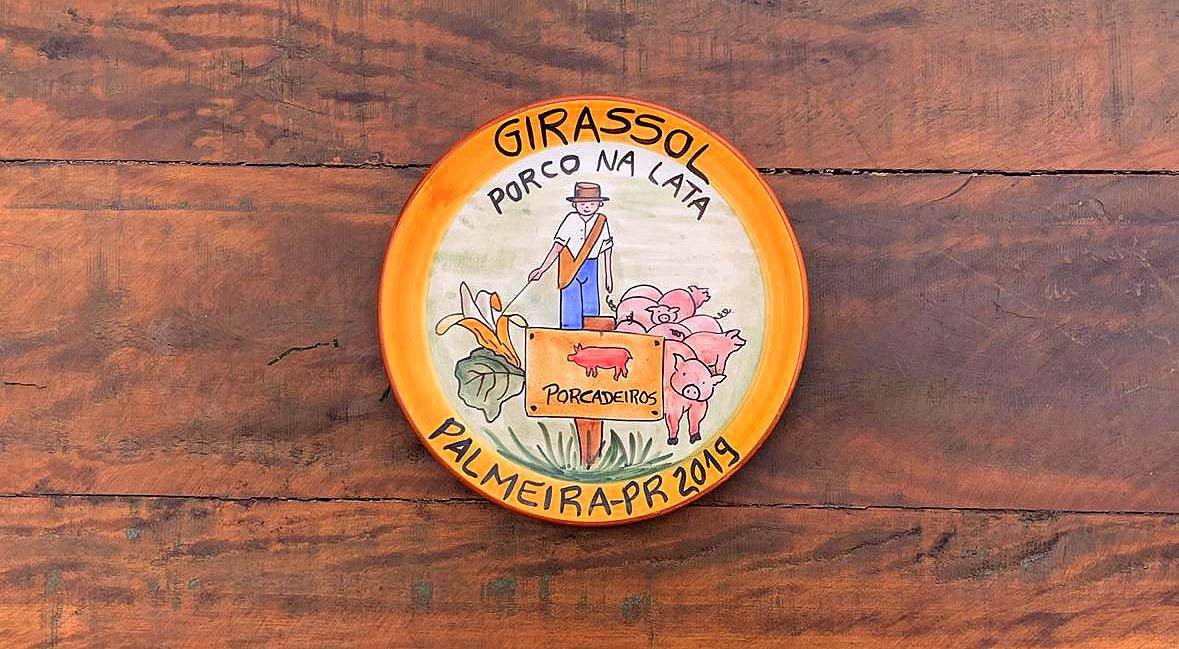 GIRASSOL
PORCO NA LATA
PORCADEIROS
PALMEIRA-PR 2019